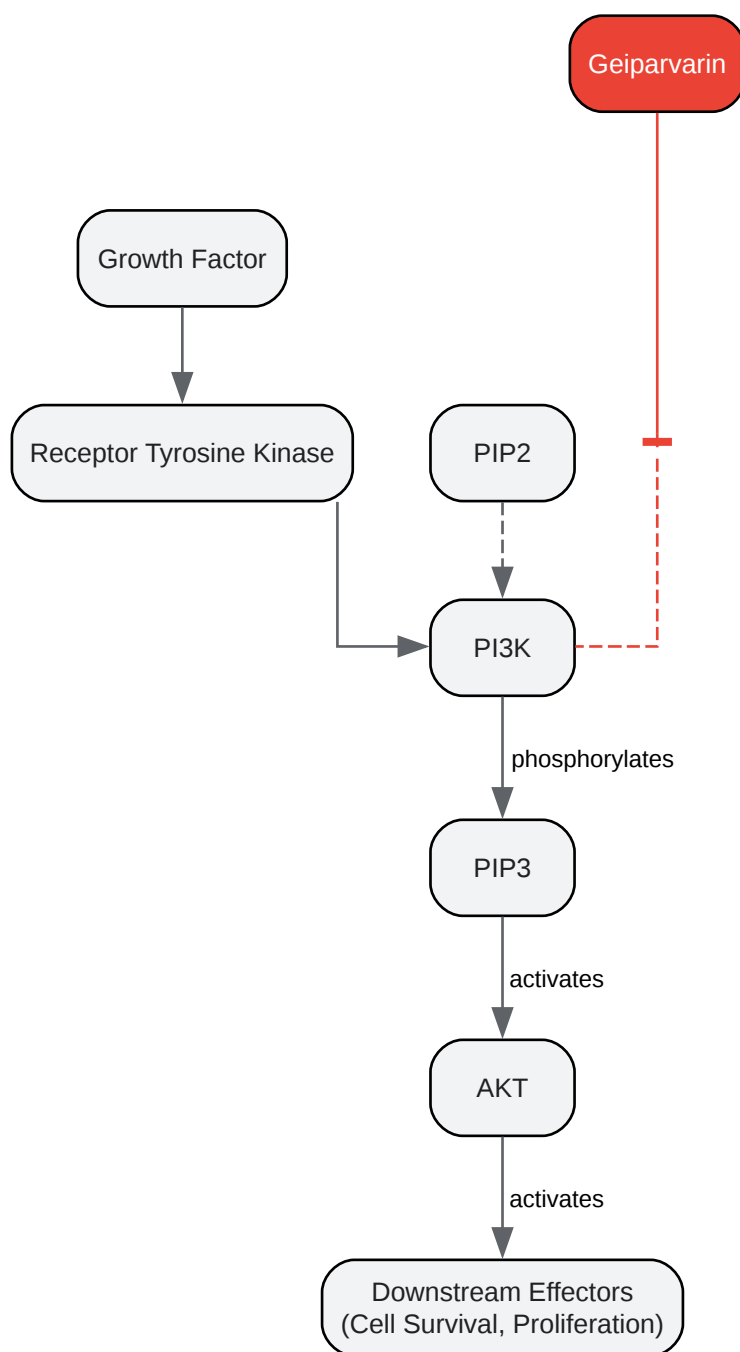 Geiparvarin
Growth Factor
Receptor Tyrosine Kinase
PIP2
PI3K
phosphorylates
PIP3
activates
AKT
activates
Downstream Effectors
(Cell Survival, Proliferation)